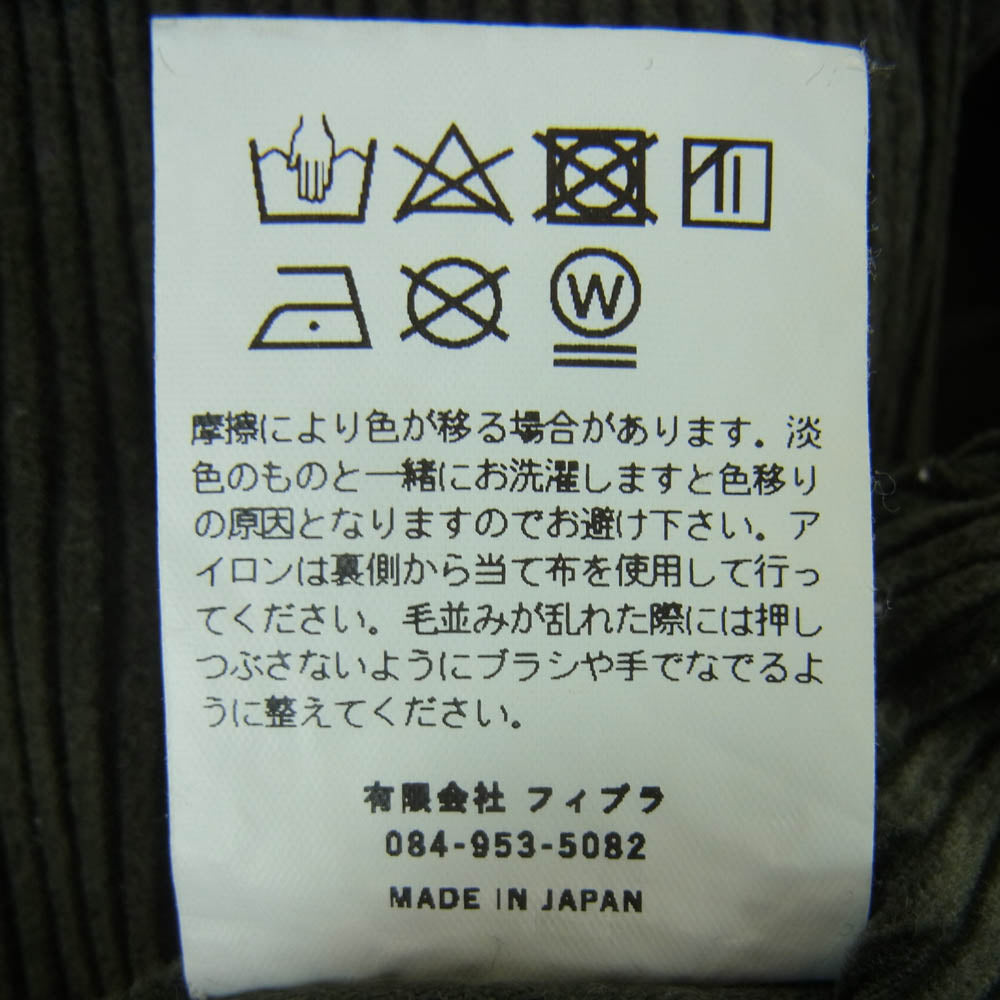 W
摩擦により色が移る場合があります。淡
色のものと一緒にお洗濯しますと色移り
の原因となりますのでお避け下さい。ア
イロンは裏側から当て布を使用して行っ
てください。毛並みが乱れた際には押し
つぶさないようにブラシや手でなでるよ
うに整えてください。
有限会社 フィプラ
084-953-5082
MADE IN JAPAN